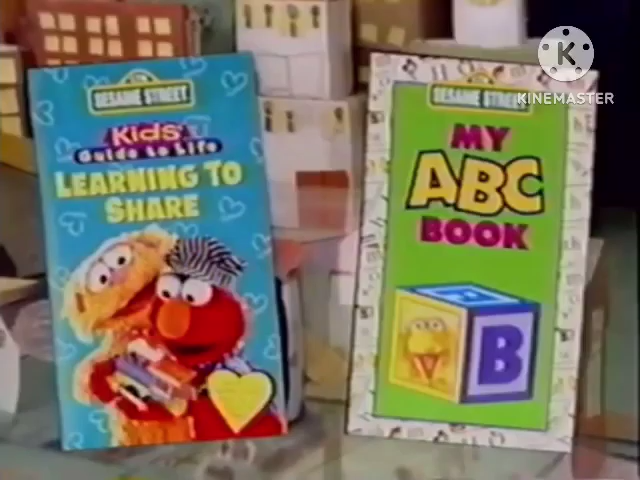 SESAME STREET
Kids'
Guide to Life
LEARNING TO
SHARE
SESAME STREET
MY
ABC
BOOK
B
K
KINEMASTER